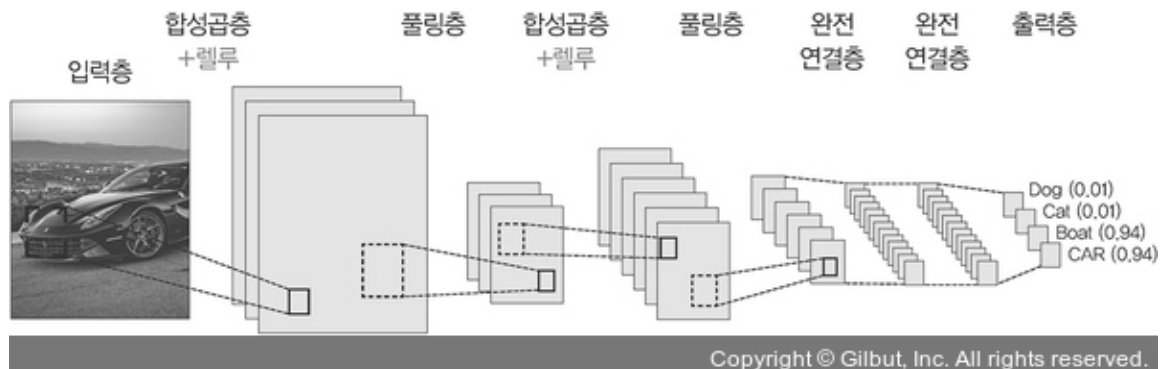 합성곱층
+렐루
풀링층
합성곱층
+렐루
풀링층
완전
연결층
완전
연결층
출력층
입력층
Dog (0.01)
Cat (0.01)
Boat (0.94)
CAR (0.94)
Copyright © Gilbut, Inc. All rights reserved.